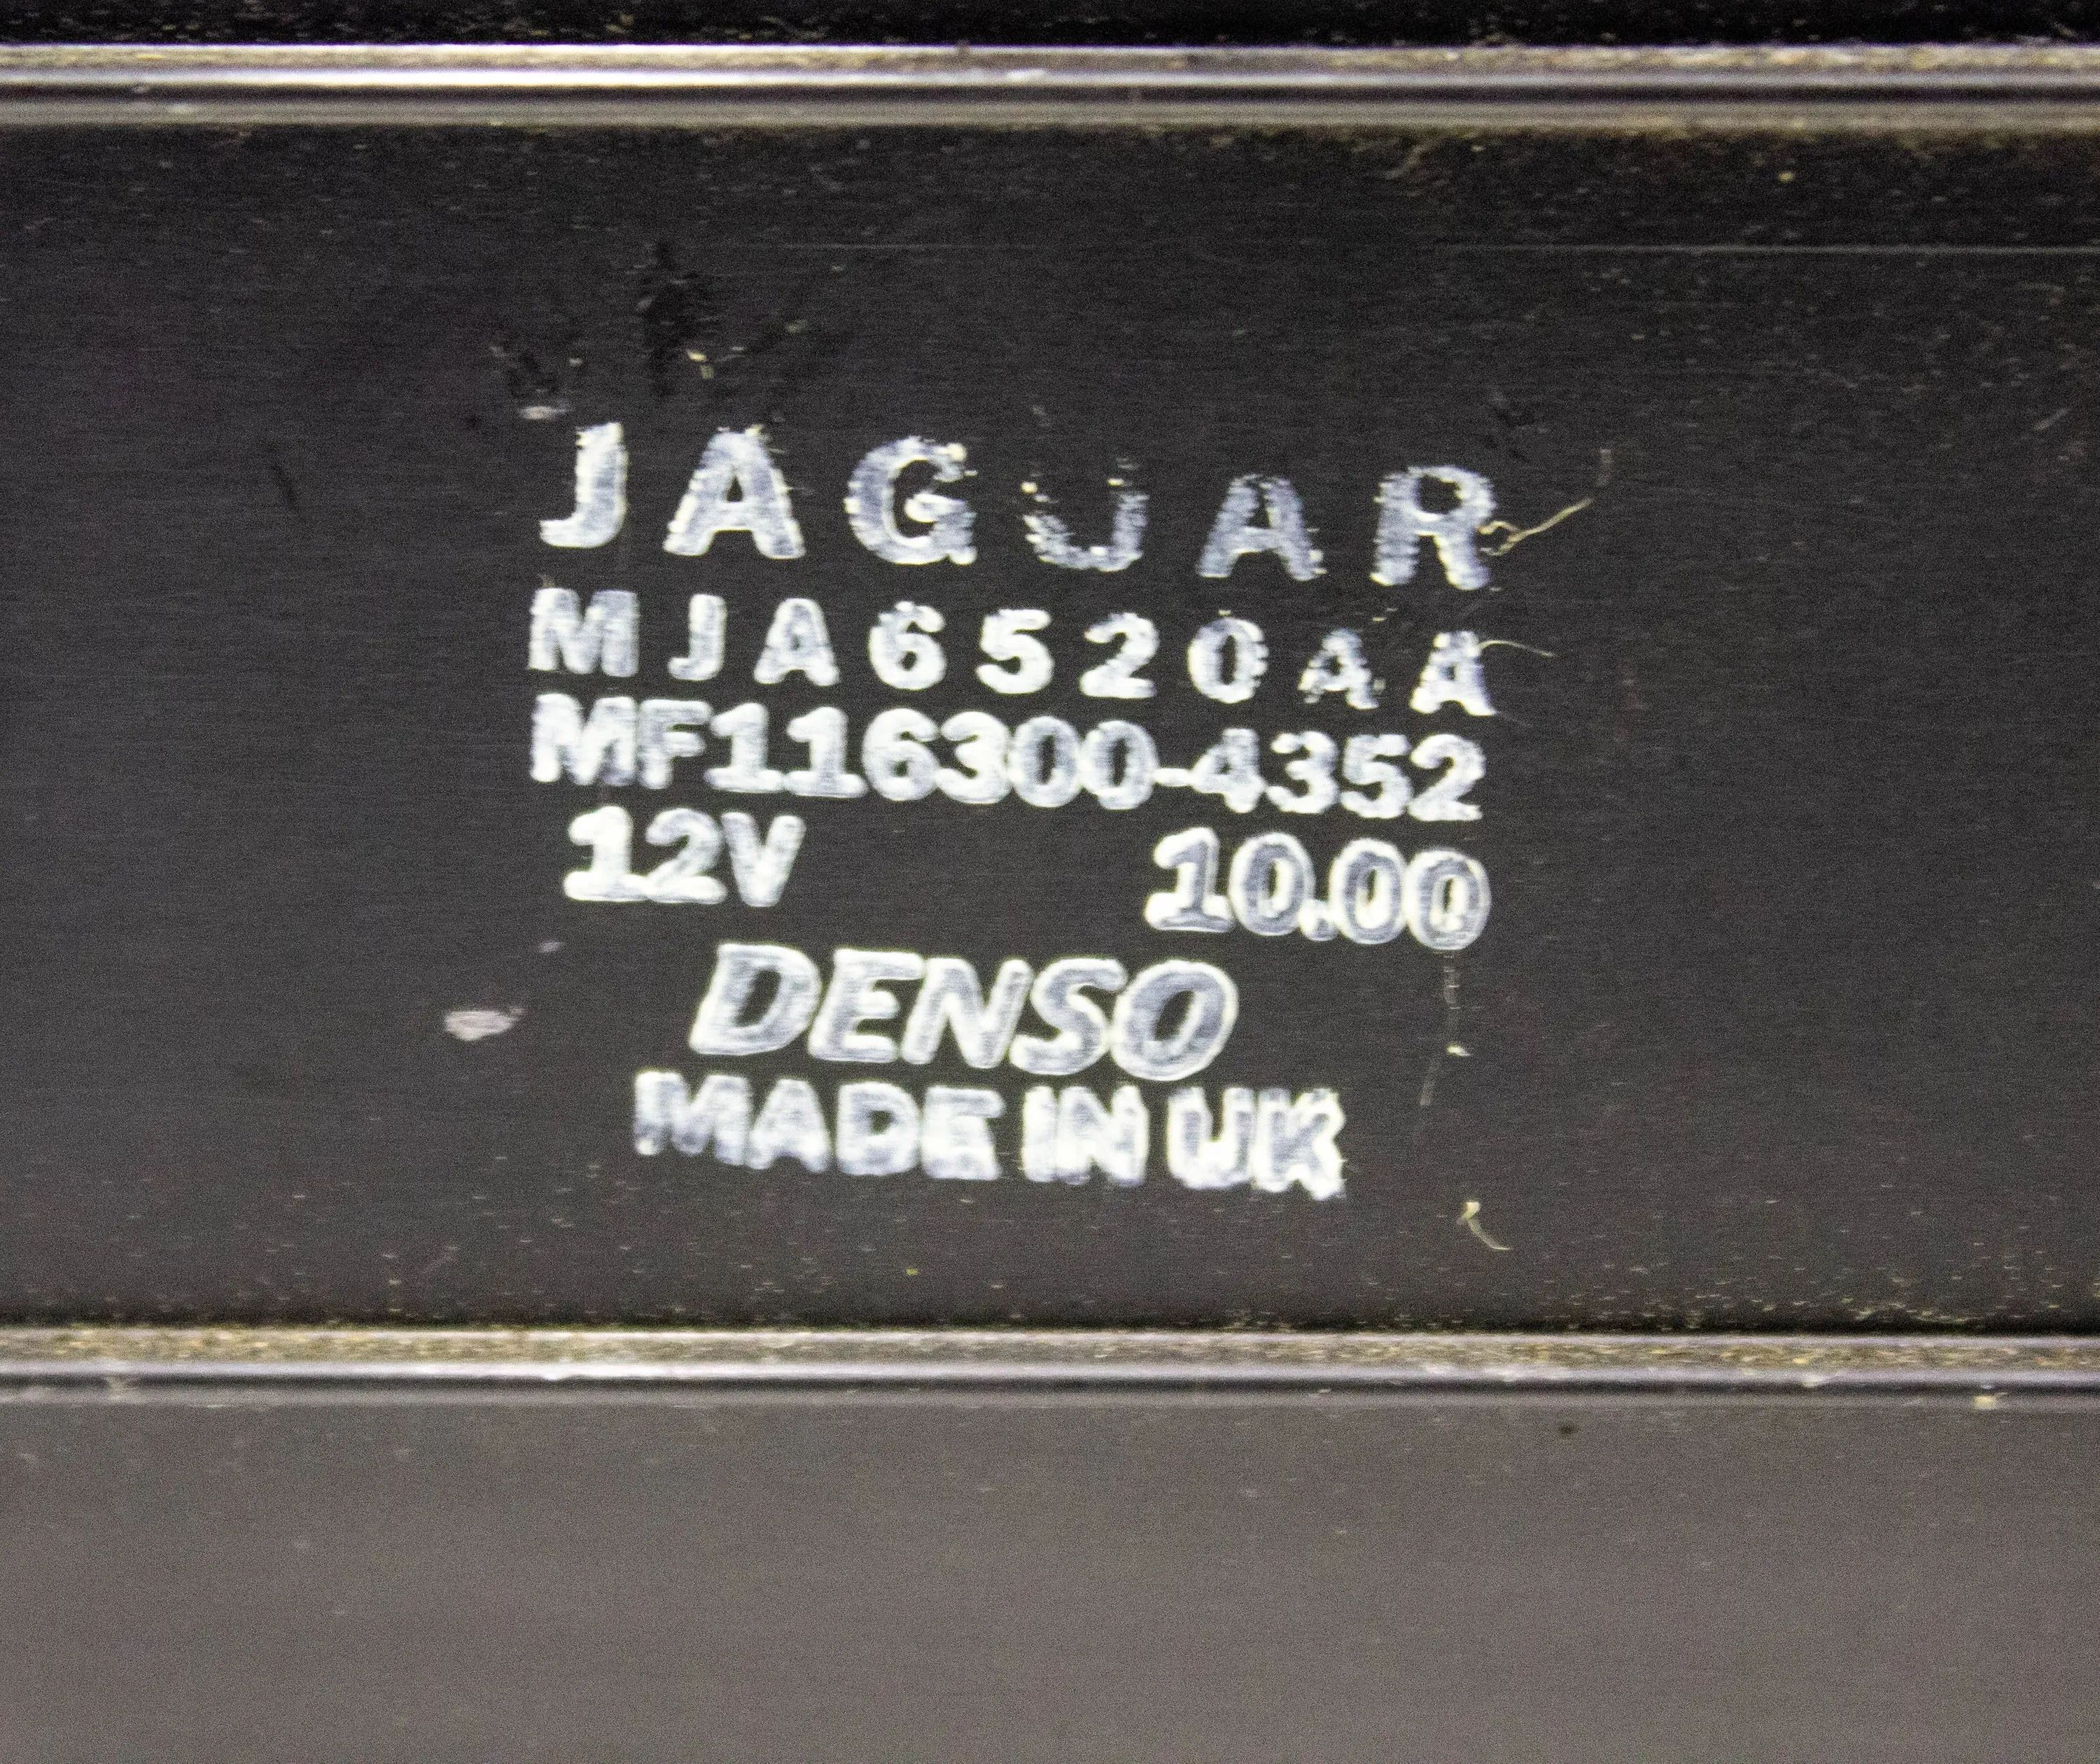 JAGUAR
MJA6520AA
MF116300-4352
12V 10.00
DENSO
MADE IN UK